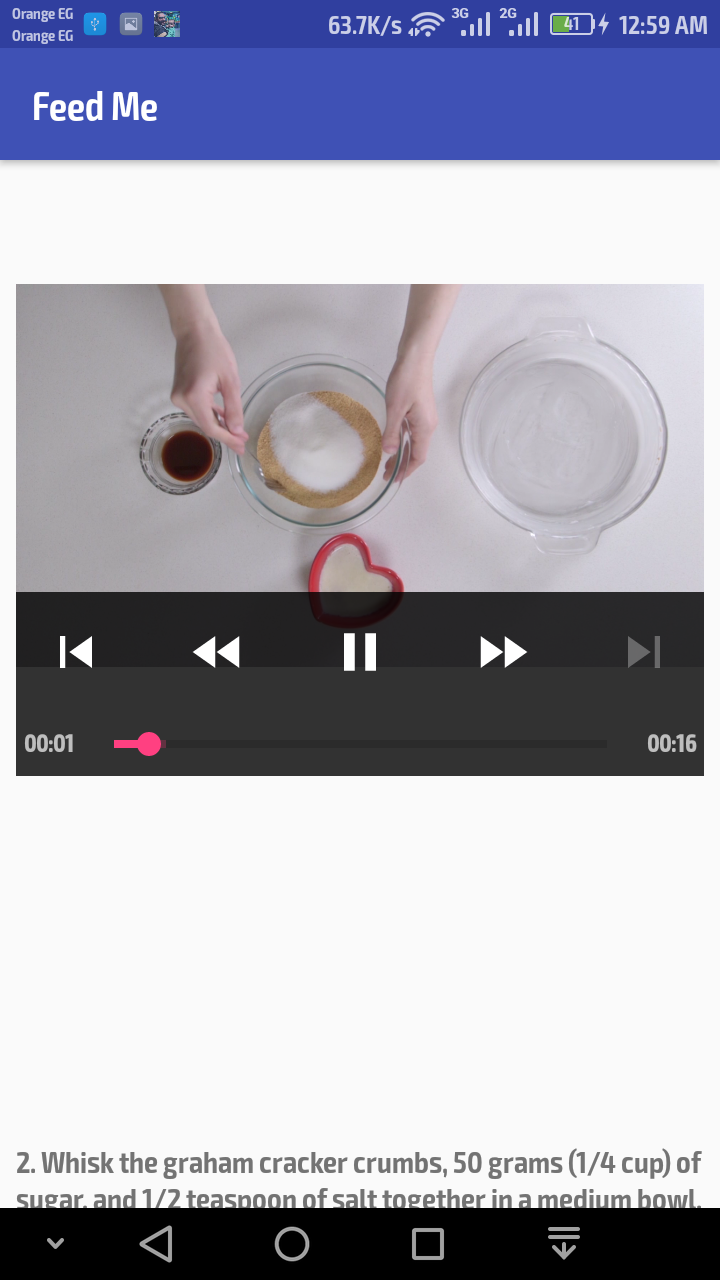 Orange EG
Orange EG
63.7K/s 3G 2G 41 12:59 AM
Feed Me
00:01 00:16
2. Whisk the graham cracker crumbs, 50 grams (1/4 cup) of
sugar, and 1/2 teaspoon of salt together in a medium bowl.